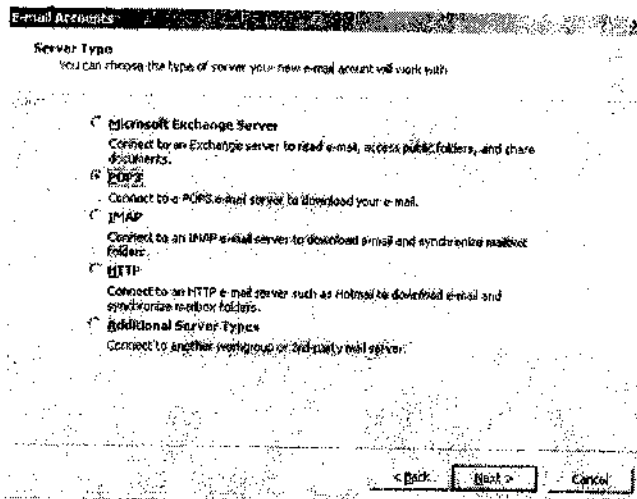 E-mail Accounts
Server Type
You can choose the type of server your new e-mail acount will work with
Microsoft Exchange Server
Connect to an Exchange server to read e-mail, access public folders, and share
documents.
POP3
Connect to a POP3 e-mail server to download your e-mail.
IMAP
Connect to an IMAP e-mail server to download e-mail and synchronize mailbox
folders.
HTTP
Connect to an HTTP e-mail server such as Hotmail to download e-mail and
synchronize mailbox folders.
Additional Server Types
Connect to another workgroup or 3rd-party mail server.
< Back Next > Cancel